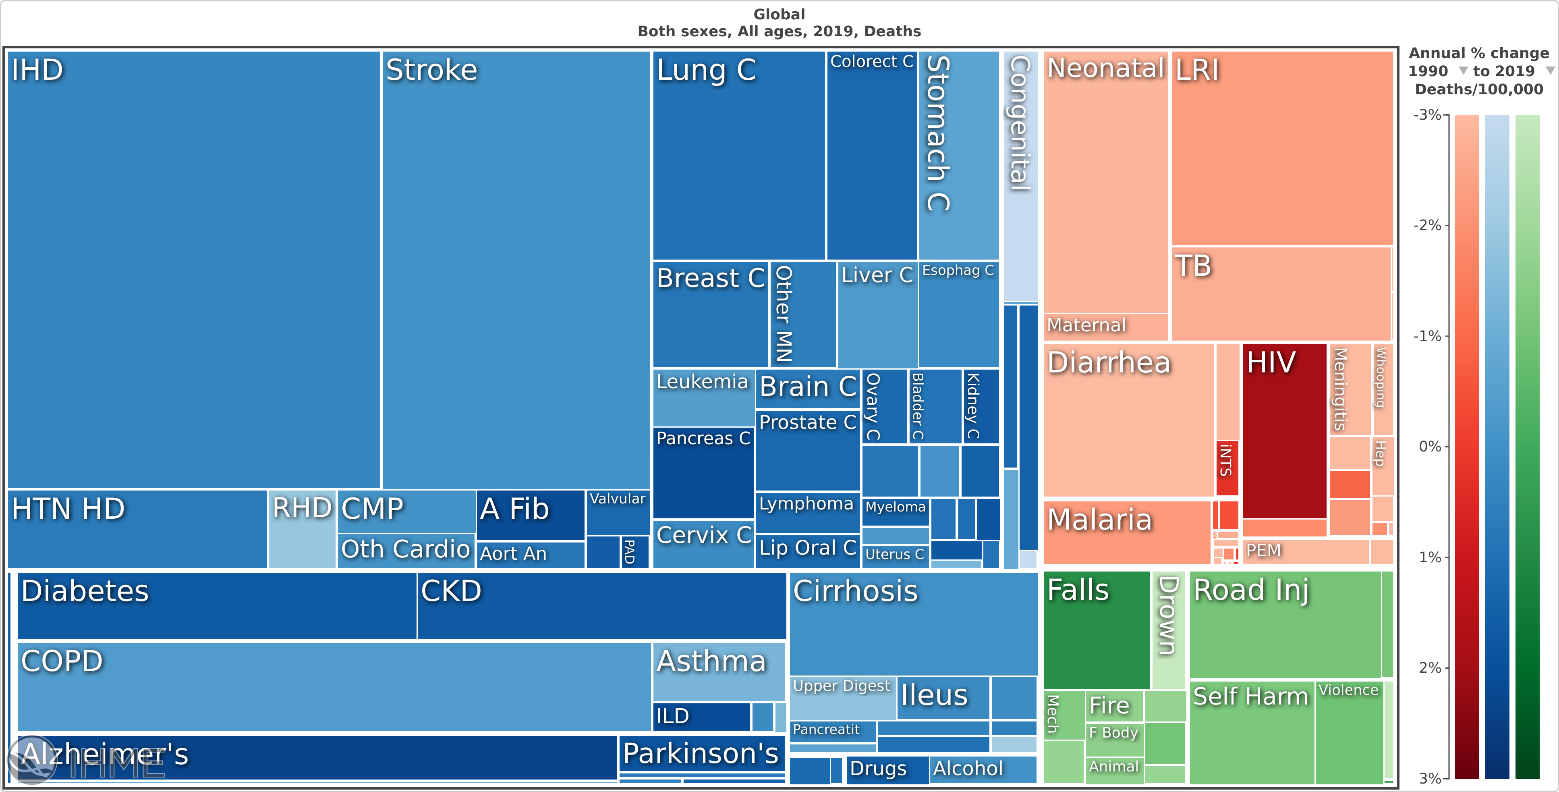 Global
Both sexes, All ages, 2019, Deaths
IHD
Stroke
HTN HD
RHD
CMP
Oth Cardio
A Fib
Aort An
Valvular
PAD
Lung C
Colorect C
Stomach C
Breast C
Other MN
Liver C
Esophag C
Leukemia
Brain C
Ovary C
Bladder C
Kidney C
Pancreas C
Prostate C
Lymphoma
Myeloma
Cervix C
Lip Oral C
Uterus C
Congenital
Neonatal
LRI
Maternal
TB
Diarrhea
iNTS
HIV
Meningitis
Whooping
Hep
Malaria
PEM
Diabetes
CKD
COPD
Asthma
ILD
Alzheimer's
Parkinson's
IHME
Cirrhosis
Upper Digest
Ileus
Pancreatit
Drugs
Alcohol
Falls
Drown
Road Inj
Mech
Fire
F Body
Animal
Self Harm
Violence
Annual % change
1990 ▼ to 2019 ▼
Deaths/100,000
-3%
-2%
-1%
0%
1%
2%
3%